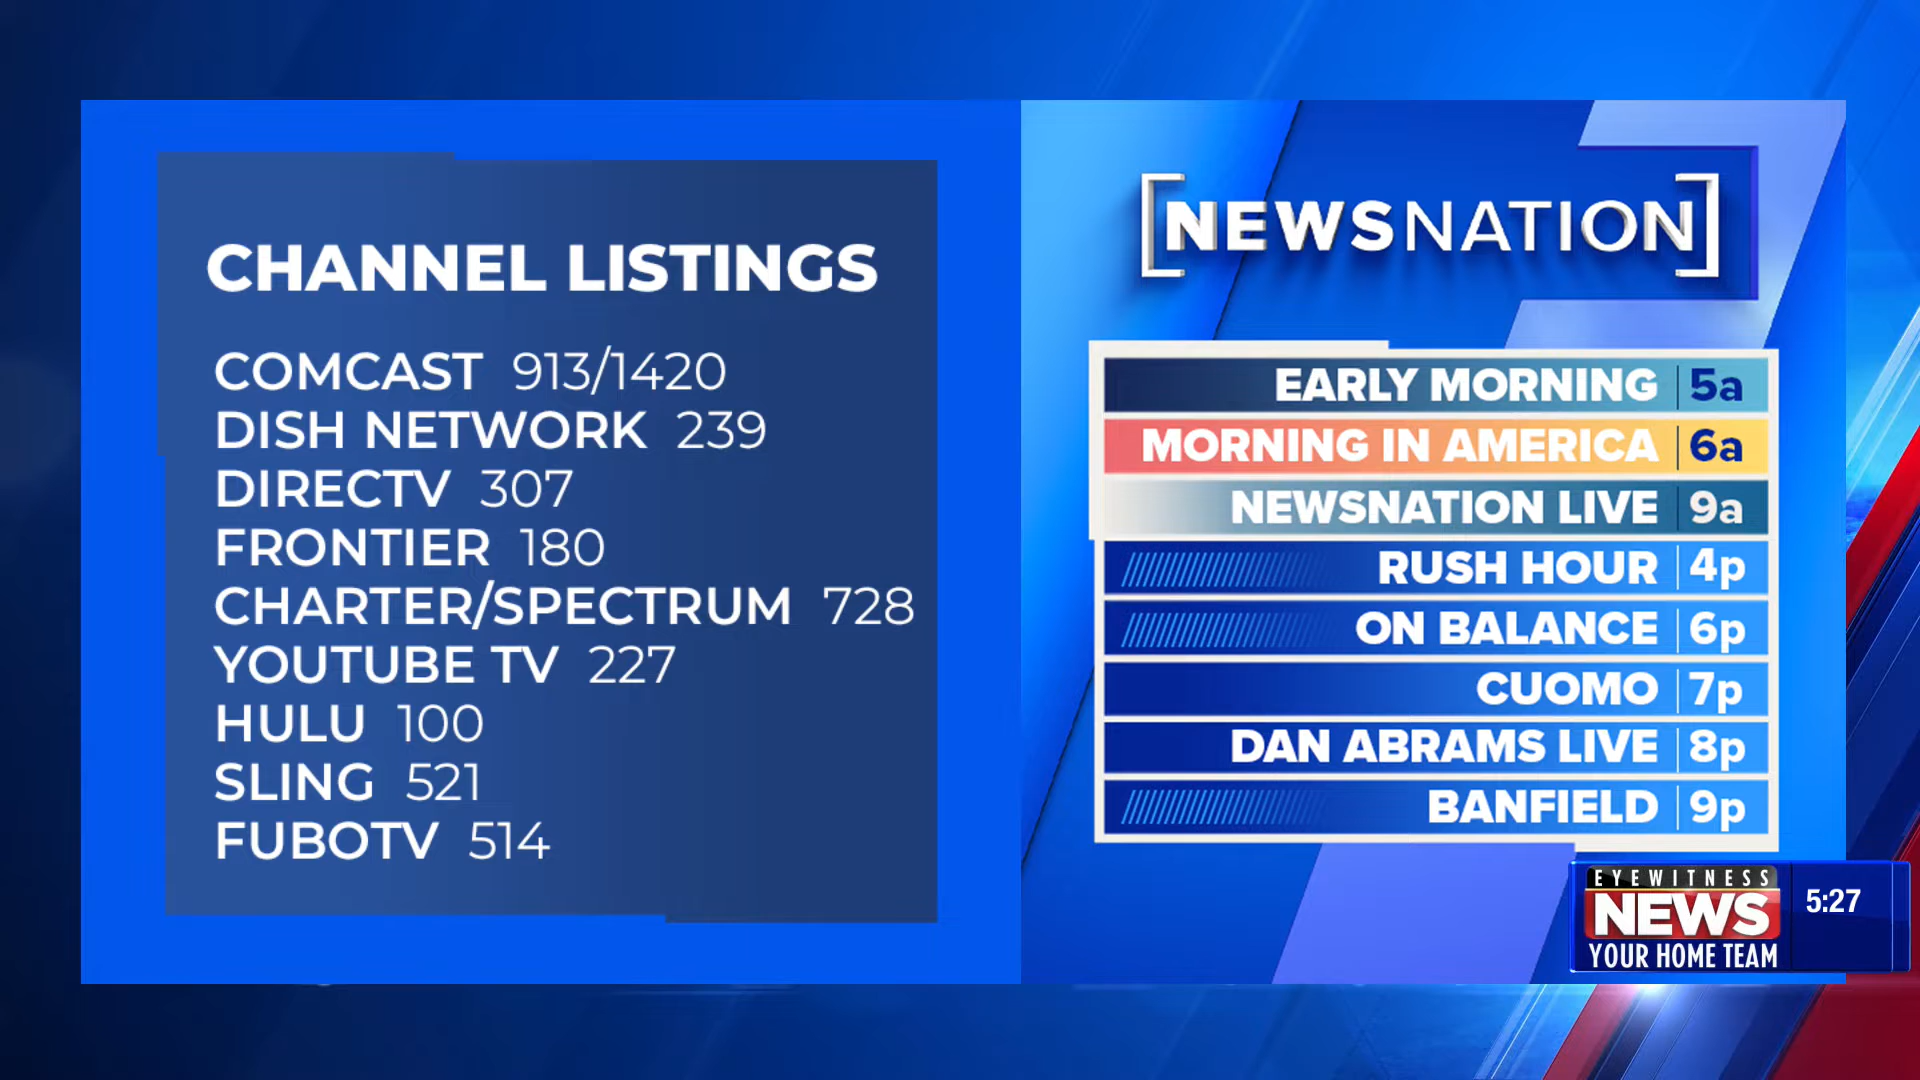 CHANNEL LISTINGS
COMCAST 913/1420
DISH NETWORK 239
DIRECTV 307
FRONTIER 180
CHARTER/SPECTRUM 728
YOUTUBE TV 227
HULU 100
SLING 521
FUBOTV 514
[NEWSNATION]
EARLY MORNING 5a
MORNING IN AMERICA 6a
NEWSNATION LIVE 9a
RUSH HOUR 4p
ON BALANCE 6p
CUOMO 7p
DAN ABRAMS LIVE 8p
BANFIELD 9p
EYEWITNESS
NEWS 5:27
YOUR HOME TEAM